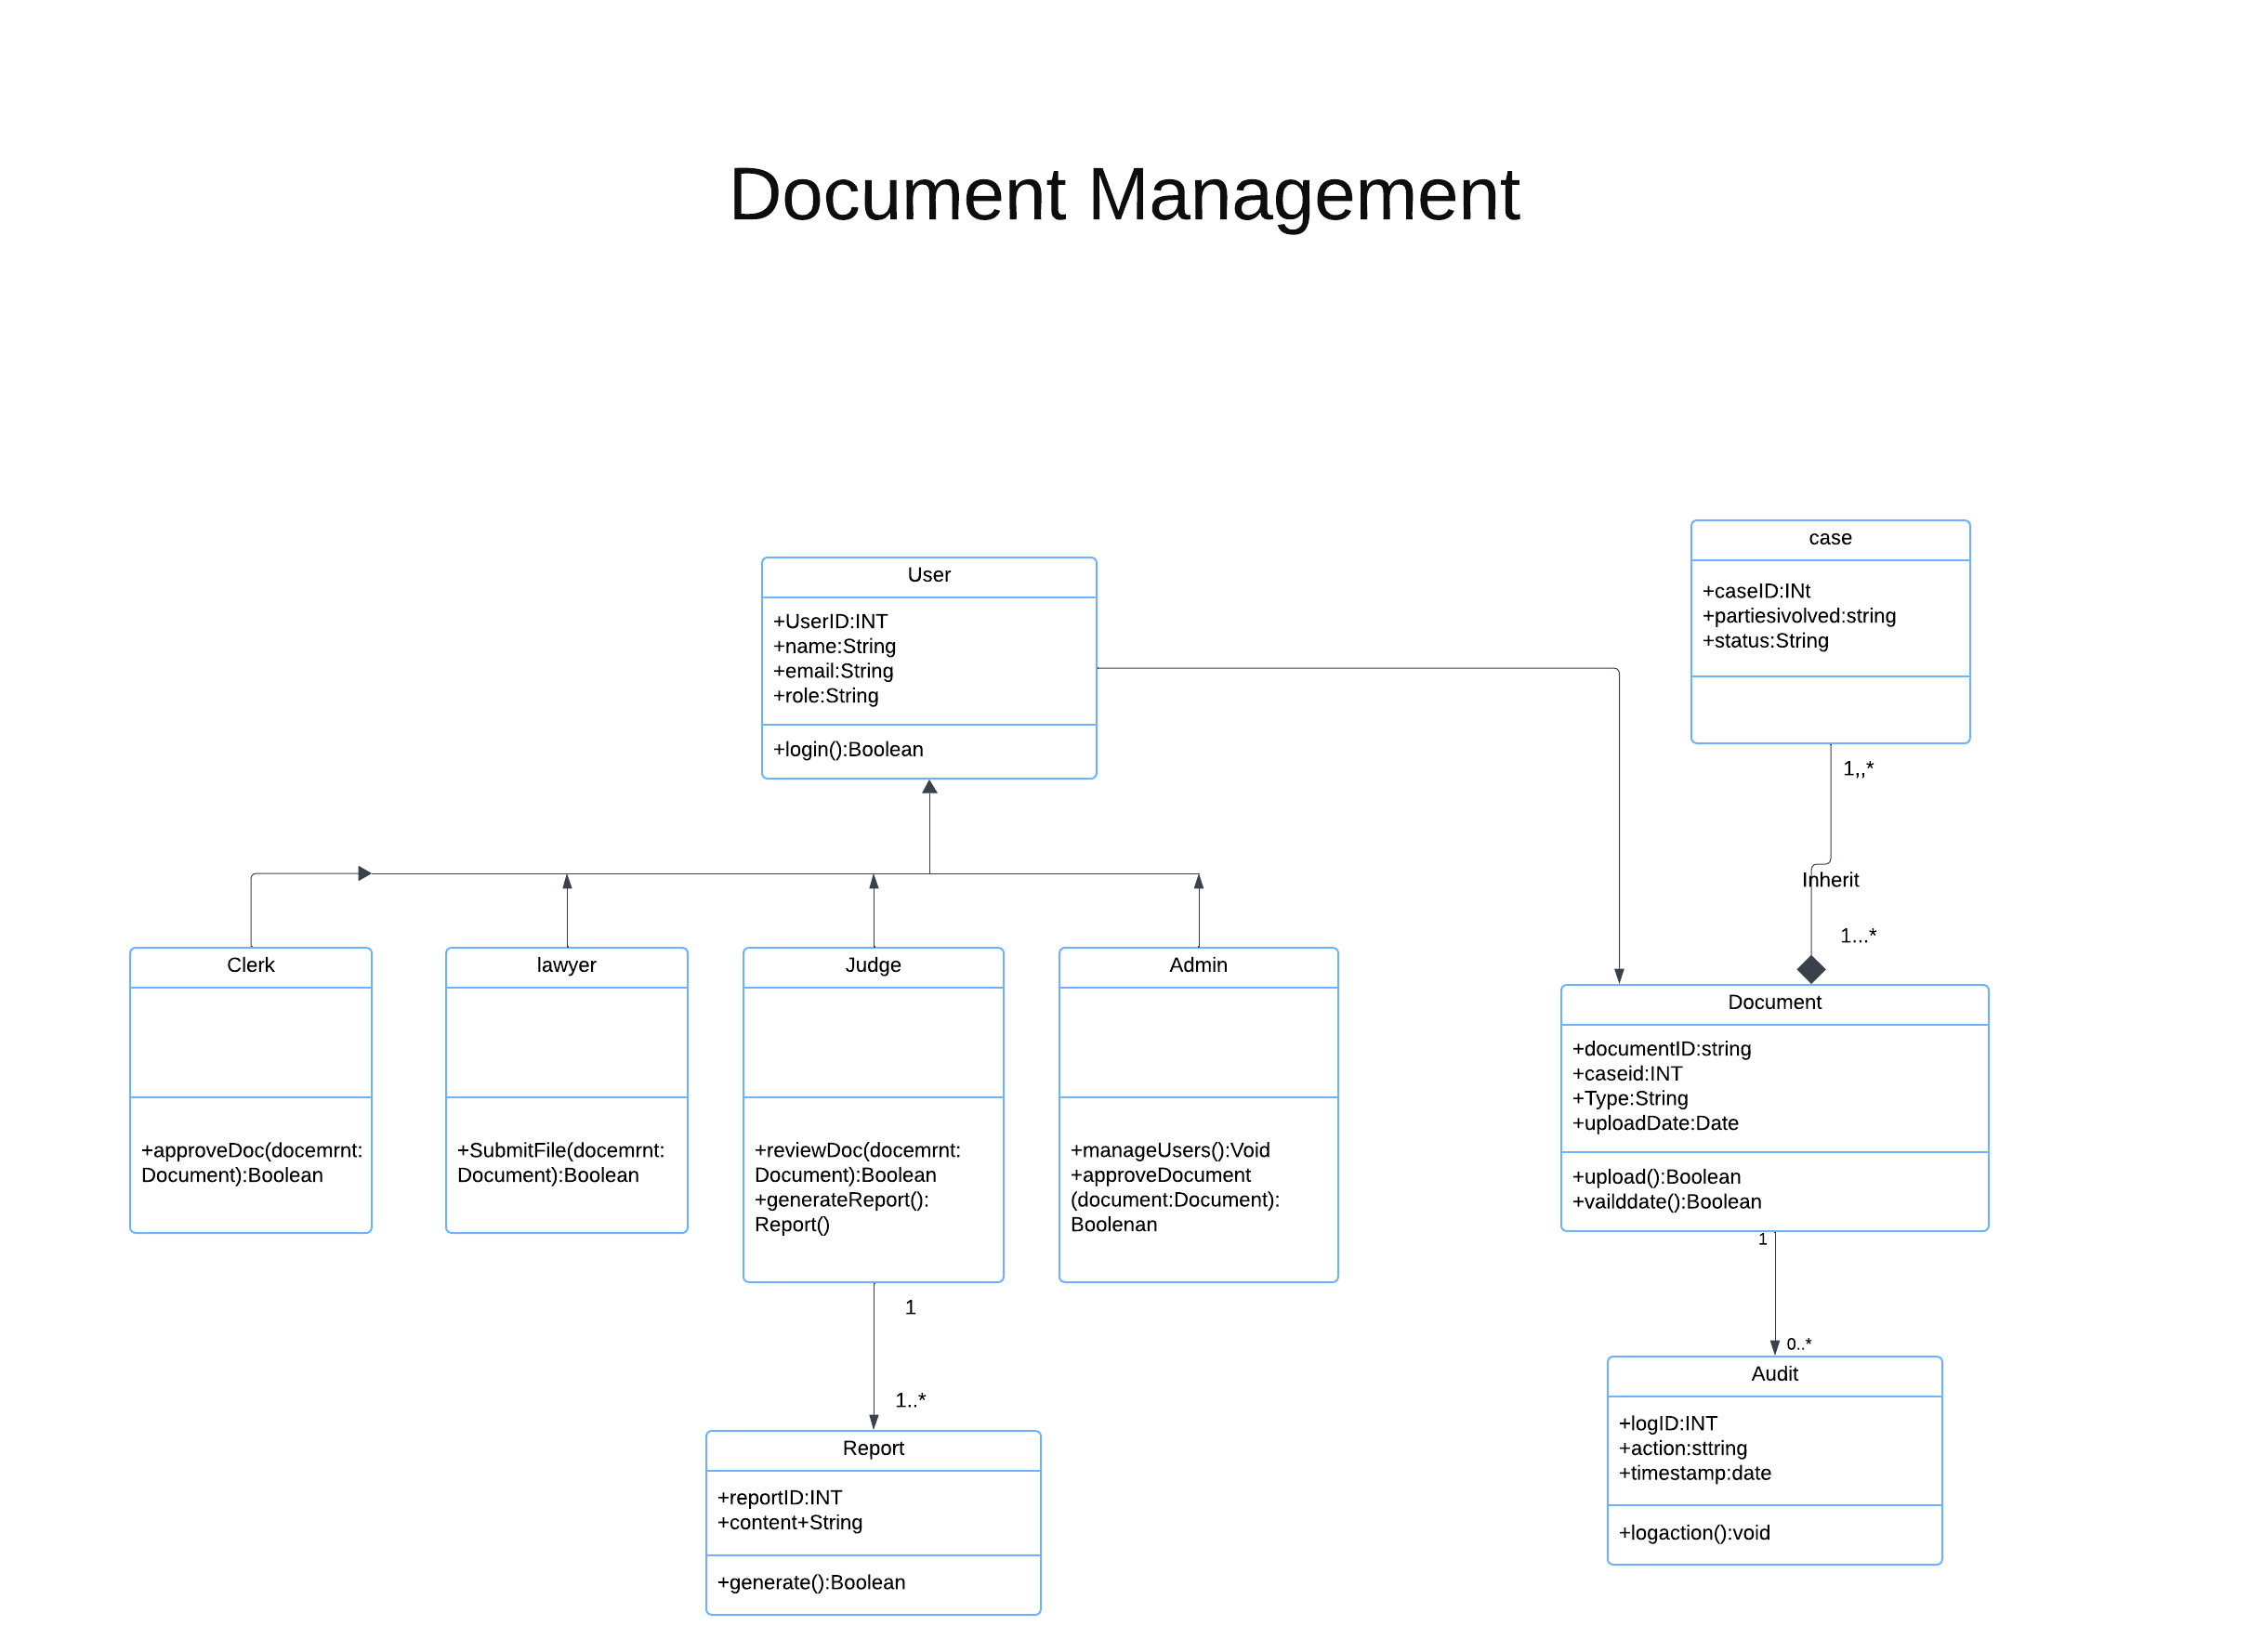 Document Management
User
+UserID:INT
+name:String
+email:String
+role:String
+login():Boolean
case
+caseID:INt
+partiesivolved:string
+status:String
1,,*
Inherit
1...*
Clerk
+approveDoc(docemrnt:
Document):Boolean
lawyer
+SubmitFile(docemrnt:
Document):Boolean
Judge
+reviewDoc(docemrnt:
Document):Boolean
+generateReport():
Report()
Admin
+manageUsers():Void
+approveDocument
(document:Document):
Boolenan
Document
+documentID:string
+caseid:INT
+Type:String
+uploadDate:Date
+upload():Boolean
+vailddate():Boolean
1
0..*
1
1..*
Report
+reportID:INT
+content+String
+generate():Boolean
Audit
+logID:INT
+action:sttring
+timestamp:date
+logaction():void